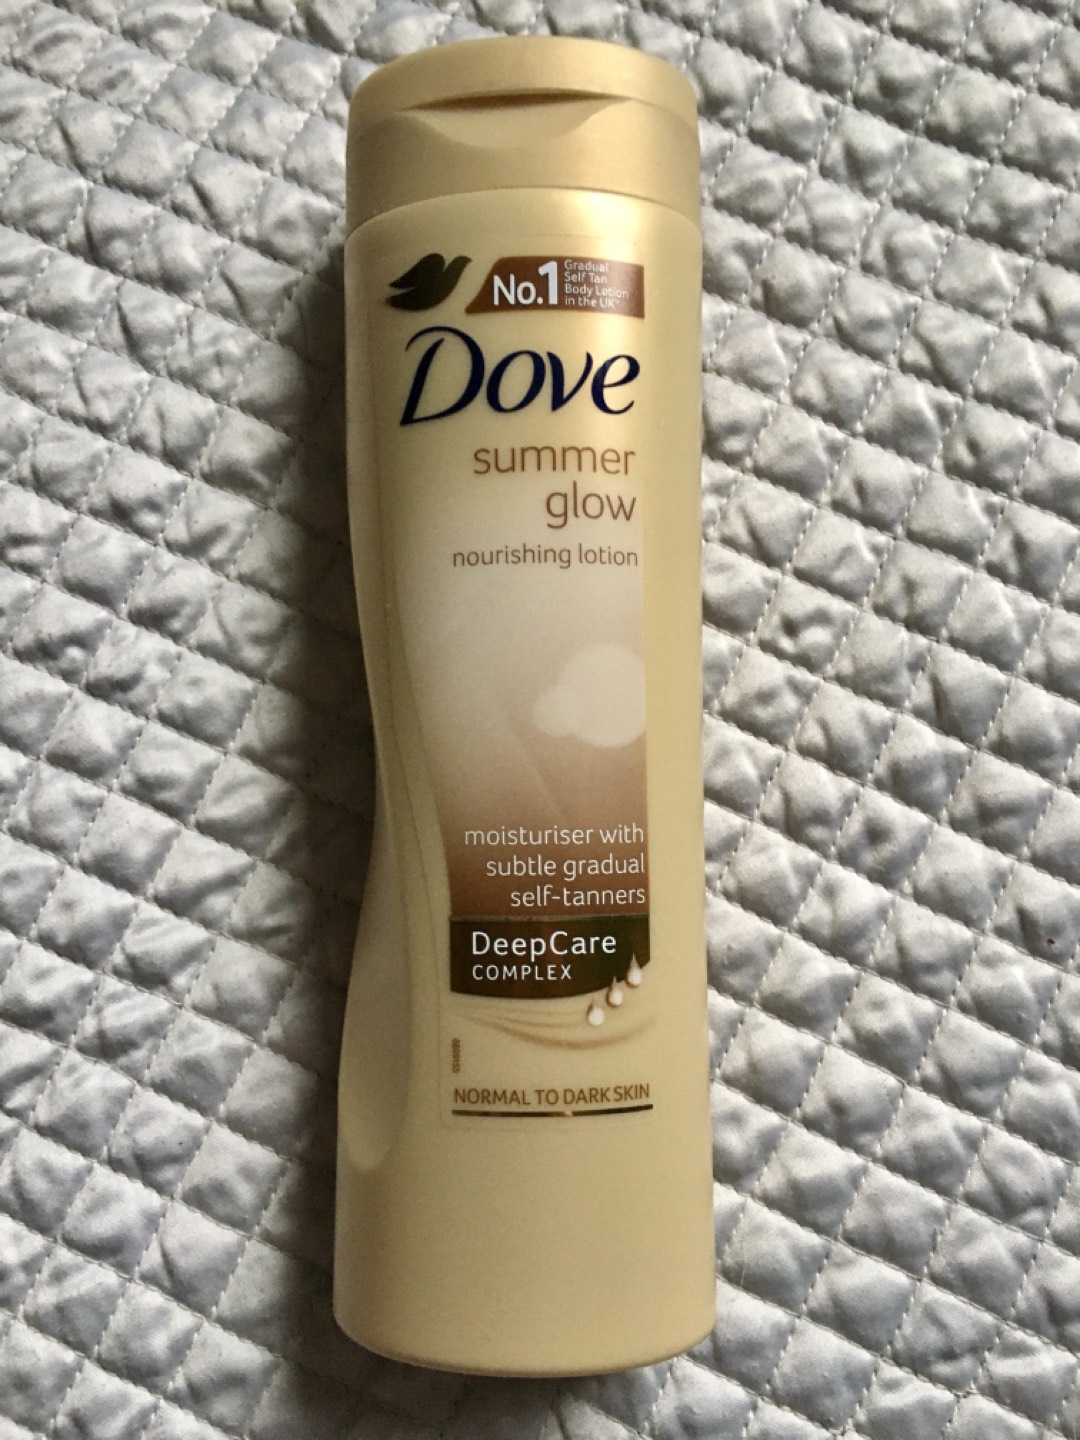 No.1
Gradual
Self Tan
Body Lotion
in the UK
Dove
summer
glow
nourishing lotion
moisturiser with
subtle gradual
self-tanners
DeepCare
COMPLEX
NORMAL TO DARK SKIN